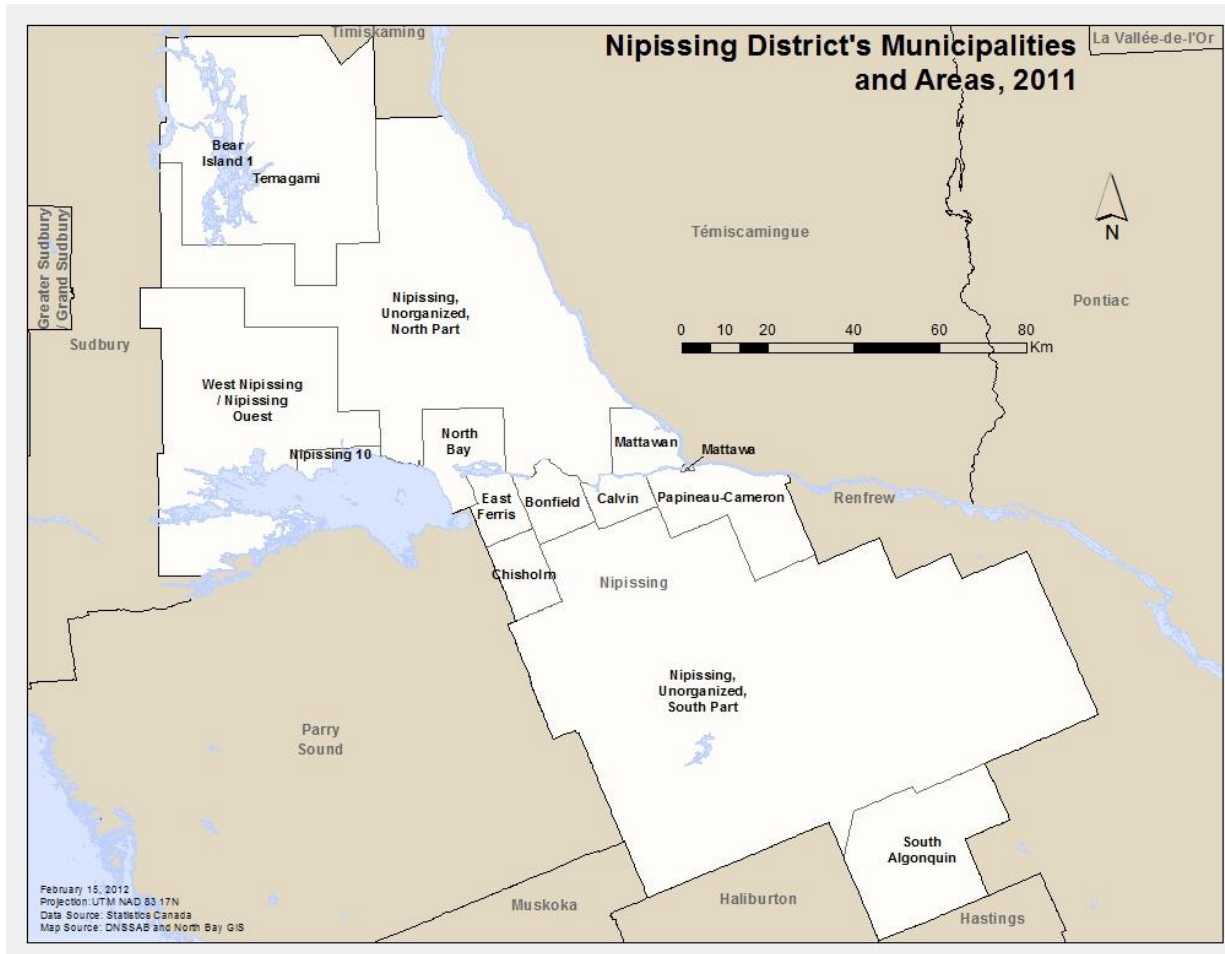 Timiskaming
Nipissing District's Municipalities
and Areas, 2011
La Vallée-de-l'Or
Bear
Island 1
Temagami
Greater Sudbury
/ Grand Sudbury
Témiscamingue
N
Nipissing,
Unorganized,
North Part
Pontiac
0 10 20 40 60 80
Km
Sudbury
West Nipissing
/ Nipissing
Ouest
North
Bay
Mattawan
Mattawa
Nipissing 10
East
Ferris
Bonfield
Calvin
Papineau-Cameron
Renfrew
Chisholm
Nipissing
Nipissing,
Unorganized,
South Part
Parry
Sound
South
Algonquin
Muskoka
Haliburton
Hastings
February 15, 2012
Projection:UTM NAD 83 17N
Data Source: Statistics Canada
Map Source: DNSSAB and North Bay GIS